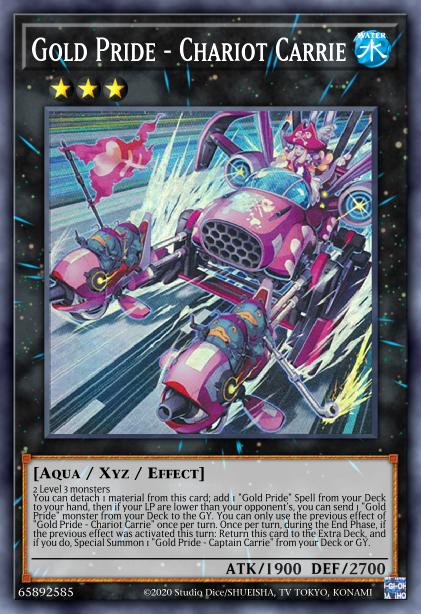 GOLD PRIDE - CHARIOT CARRIE
WATER
水
[AQUA / XYZ / EFFECT]
2 Level 3 monsters
You can detach 1 material from this card; add 1 "Gold Pride" Spell from your Deck
to your hand, then if your LP are lower than your opponent's, you can send 1 "Gold
Pride" monster from your Deck to the GY. You can only use the previous effect of
"Gold Pride - Chariot Carrie" once per turn. Once per turn, during the End Phase, if
the previous effect was activated this turn: Return this card to the Extra Deck, and
if you do, Special Summon 1 "Gold Pride - Captain Carrie" from your Deck or GY.
ATK/1900 DEF/2700
65892585
©2020 Studio Dice/SHUEISHA, TV TOKYO, KONAMI